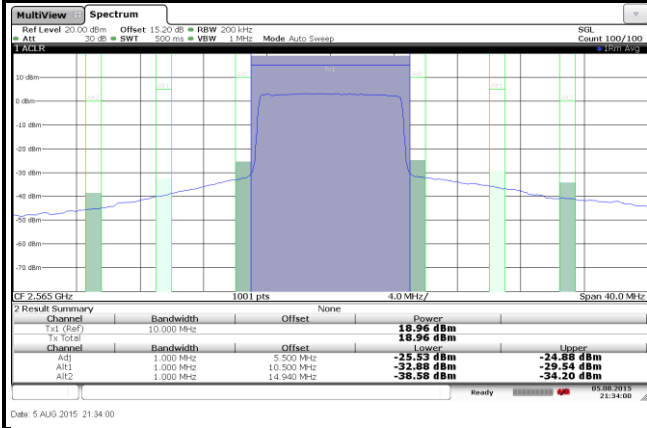 MultiView Spectrum
Ref Level 20.00 dBm Offset 15.20 dB RBW 200 kHz SGL
Att 30 dB SWT 500 ms VBW 1 MHz Mode Auto Sweep Count 100/100
1 ACLR 1Rm Avg
Tx1
10 dBm
0 dBm
-10 dBm
-20 dBm
-30 dBm
-40 dBm
-50 dBm
-60 dBm
-70 dBm
CF 2.565 GHz 1001 pts 4.0 MHz/ Span 40.0 MHz
2 Result Summary None
Channel Bandwidth Offset Power
Tx1 (Ref) 10.000 MHz 18.96 dBm
Tx Total 18.96 dBm
Channel Bandwidth Offset Lower Upper
Adj 1.000 MHz 5.500 MHz -25.53 dBm -24.88 dBm
Alt1 1.000 MHz 10.500 MHz -32.88 dBm -29.54 dBm
Alt2 1.000 MHz 14.940 MHz -38.58 dBm -34.20 dBm
Ready 05.08.2015
21:34:00
Date: 5.AUG.2015 21:34:00